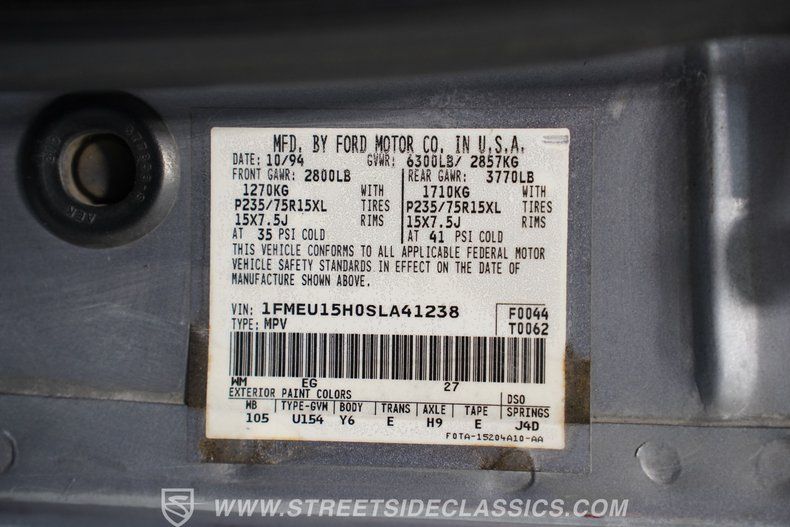 MFD. BY FORD MOTOR CO. IN U.S.A.
DATE: 10/94 GVWR: 6300LB/ 2857KG
FRONT GAWR: 2800LB REAR GAWR: 3770LB
1270KG WITH 1710KG WITH
P235/75R15XL TIRES P235/75R15XL TIRES
15X7.5J RIMS 15X7.5J RIMS
AT 35 PSI COLD AT 41 PSI COLD
THIS VEHICLE CONFORMS TO ALL APPLICABLE FEDERAL MOTOR
VEHICLE SAFETY STANDARDS IN EFFECT ON THE DATE OF
MANUFACTURE SHOWN ABOVE.
VIN: 1FMEU15H0SLA41238 F0044
TYPE: MPV T0062
WM EG 27
EXTERIOR PAINT COLORS DSO
WB TYPE-GVM BODY TRANS AXLE TAPE SPRINGS
105 U154 Y6 E H9 E J4D
F0TA-15204A10-AA
WWW.STREETSIDECLASSICS.COM